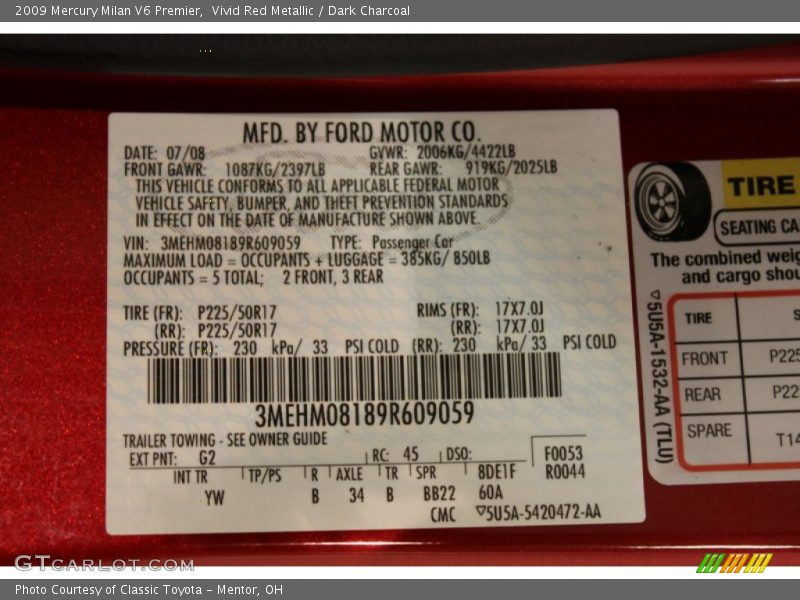 2009 Mercury Milan V6 Premier,  Vivid Red Metallic / Dark Charcoal
MFD. BY FORD MOTOR CO.
DATE: 07/08 GVWR: 2006KG/4422LB
FRONT GAWR: 1087KG/2397LB REAR GAWR: 919KG/2025LB
THIS VEHICLE CONFORMS TO ALL APPLICABLE FEDERAL MOTOR
VEHICLE SAFETY, BUMPER, AND THEFT PREVENTION STANDARDS
IN EFFECT ON THE DATE OF MANUFACTURE SHOWN ABOVE.
VIN: 3MEHM08189R609059 TYPE: Passenger Car
MAXIMUM LOAD = OCCUPANTS + LUGGAGE = 385KG/ 850LB
OCCUPANTS = 5 TOTAL; 2 FRONT, 3 REAR
TIRE (FR): P225/50R17 RIMS (FR): 17X7.0J
(RR): P225/50R17 (RR): 17X7.0J
PRESSURE (FR): 230 kPa/ 33 PSI COLD (RR): 230 kPa/ 33 PSI COLD
3MEHM08189R609059
TRAILER TOWING - SEE OWNER GUIDE
EXT PNT: G2 RC: 45 DSO: F0053
INT TR TP/PS R AXLE TR SPR 8DE1F R0044
YW B 34 B BB22 60A
CMC ▽5U5A-5420472-AA
TIRE
SEATING CA
The combined weig
and cargo shou
▽5U5A-1532-AA (TLU)
TIRE S
FRONT P225
REAR P22
SPARE T14
GTCARLOT.COM
Photo Courtesy of Classic Toyota - Mentor, OH